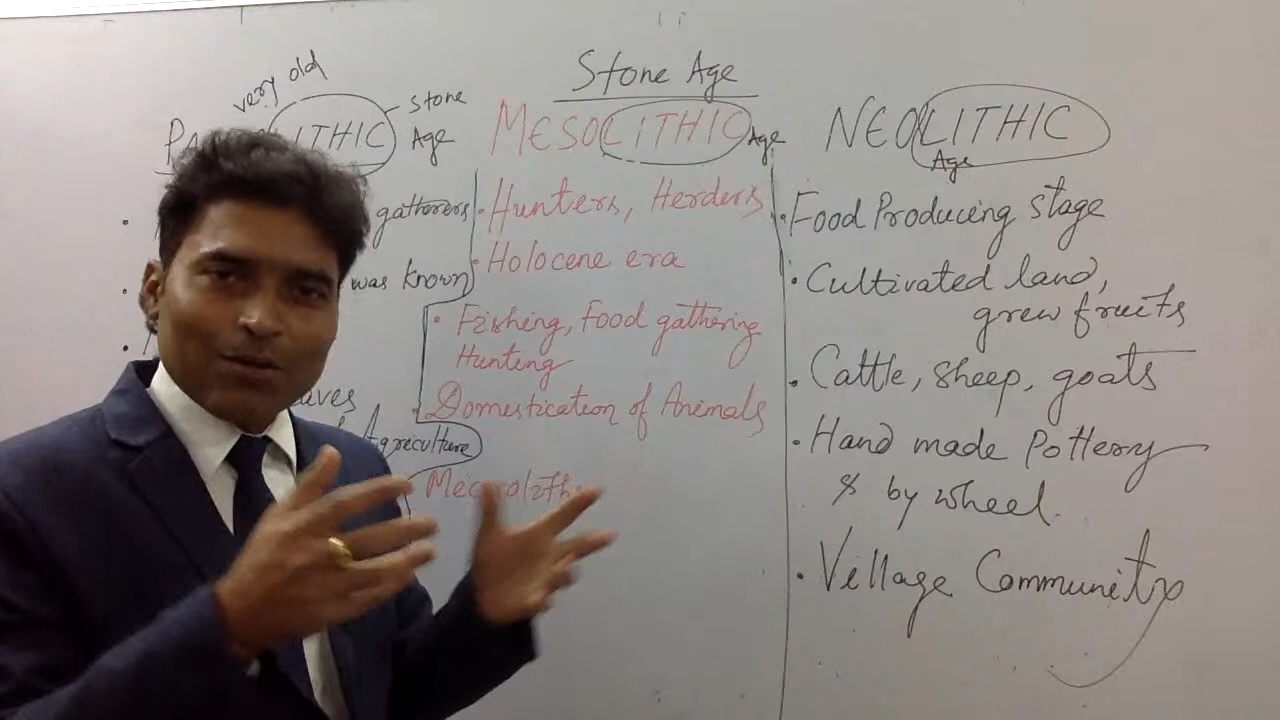 Stone Age
very old
ITHIC
stone
Age
gatherers
was known
Agreculture
MESOLITHIC Age
• Hunters, Herders
• Holocene era
• Fishing, Food gathering
Hunting
• Domestication of Animals
NEOLITHIC
Age
• Food Producing stage
• Cultivated land,
grew fruits
• Cattle, sheep, goats
• Hand made Pottery
& by wheel.
• Village Community